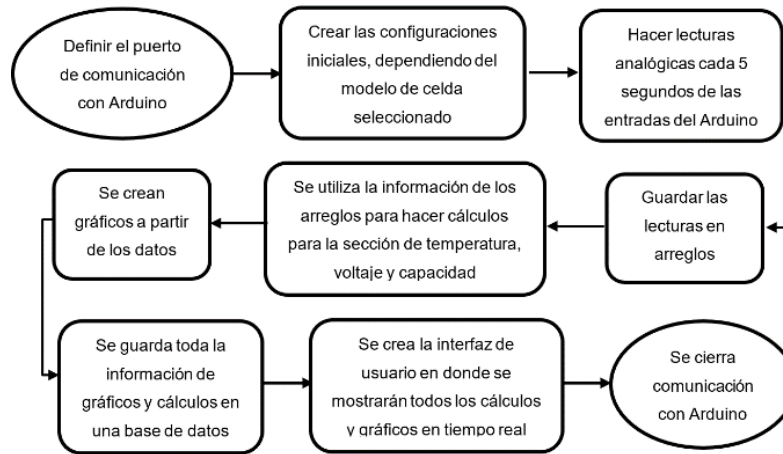 Definir el puerto
de comunicación
con Arduino
Crear las configuraciones
iniciales, dependiendo del
modelo de celda
seleccionado
Hacer lecturas
analógicas cada 5
segundos de las
entradas del Arduino
Guardar las
lecturas en
arreglos
Se utiliza la información de los
arreglos para hacer cálculos
para la sección de temperatura,
voltaje y capacidad
Se crean
gráficos a partir
de los datos
Se guarda toda la
información de
gráficos y cálculos en
una base de datos
Se crea la interfaz de
usuario en donde se
mostrarán todos los cálculos
y gráficos en tiempo real
Se cierra
comunicación
con Arduino